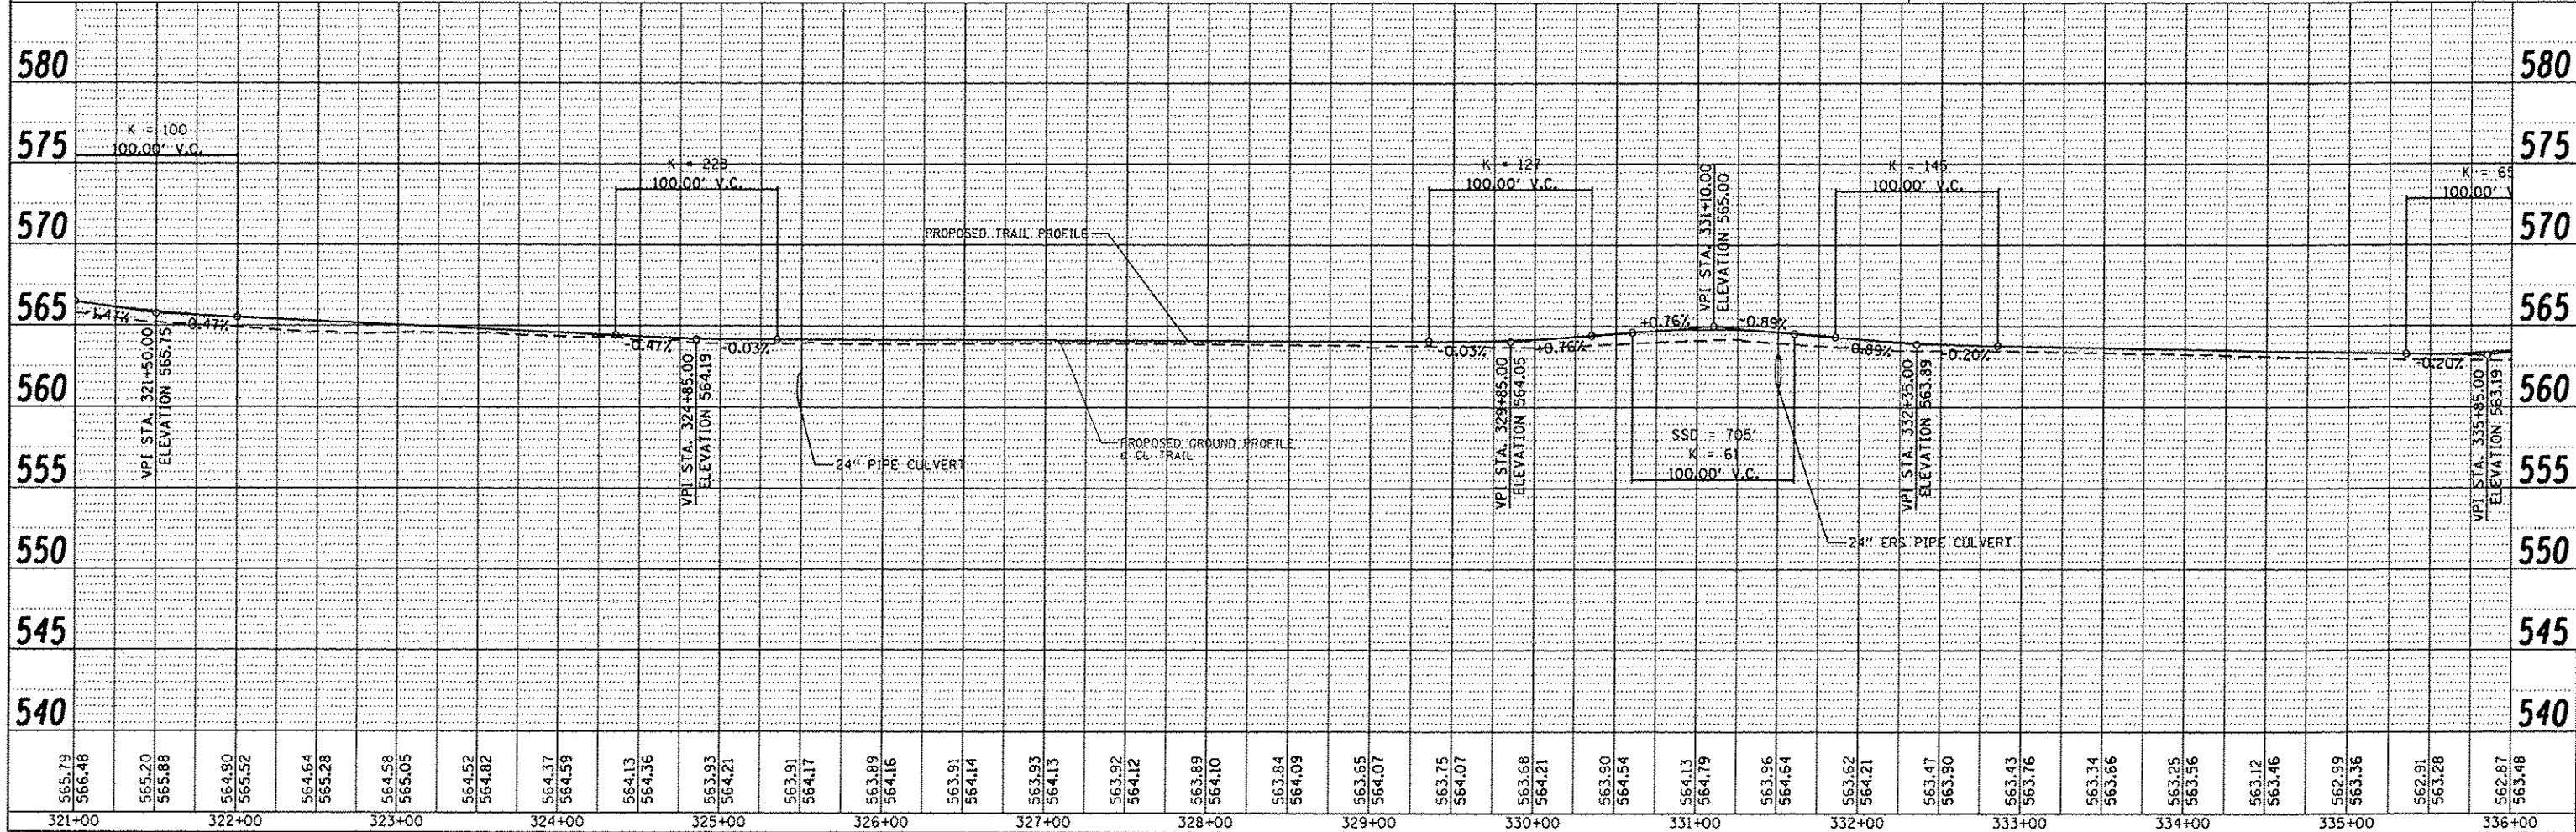 580
575
570
565
560
555
550
545
540
580
575
570
565
560
555
550
545
540
K = 100
100.00' V.C.
-1.47%
-0.47%
VPI STA. 321+50.00
ELEVATION 565.75
K = 228
100.00' V.C.
-0.47%
-0.03%
VPI STA. 324+85.00
ELEVATION 564.19
24" PIPE CULVERT
PROPOSED TRAIL PROFILE
PROPOSED GROUND PROFILE
@ CL TRAIL
K = 127
100.00' V.C.
-0.03%
+0.76%
VPI STA. 329+85.00
ELEVATION 564.05
+0.76%
-0.89%
VPI STA. 331+10.00
ELEVATION 565.00
SSD = 705'
K = 61
100.00' V.C.
24" ERS PIPE CULVERT
K = 145
100.00' V.C.
-0.89%
-0.20%
VPI STA. 332+35.00
ELEVATION 563.89
K = 65
100.00' V
-0.20%
VPI STA. 335+85.00
ELEVATION 563.19
565.79 566.48
565.20 565.88
564.90 565.52
564.64 565.28
564.58 565.05
564.52 564.82
564.37 564.59
564.13 564.36
563.93 564.21
563.91 564.17
563.89 564.16
563.91 564.14
563.93 564.13
563.92 564.12
563.89 564.10
563.84 564.09
563.65 564.07
563.75 564.07
563.68 564.21
563.90 564.54
564.13 564.79
563.96 564.64
563.62 564.21
563.47 563.90
563.43 563.76
563.34 563.66
563.25 563.56
563.12 563.46
562.99 563.36
562.91 563.28
562.87 563.48
321+00 322+00 323+00 324+00 325+00 326+00 327+00 328+00 329+00 330+00 331+00 332+00 333+00 334+00 335+00 336+00